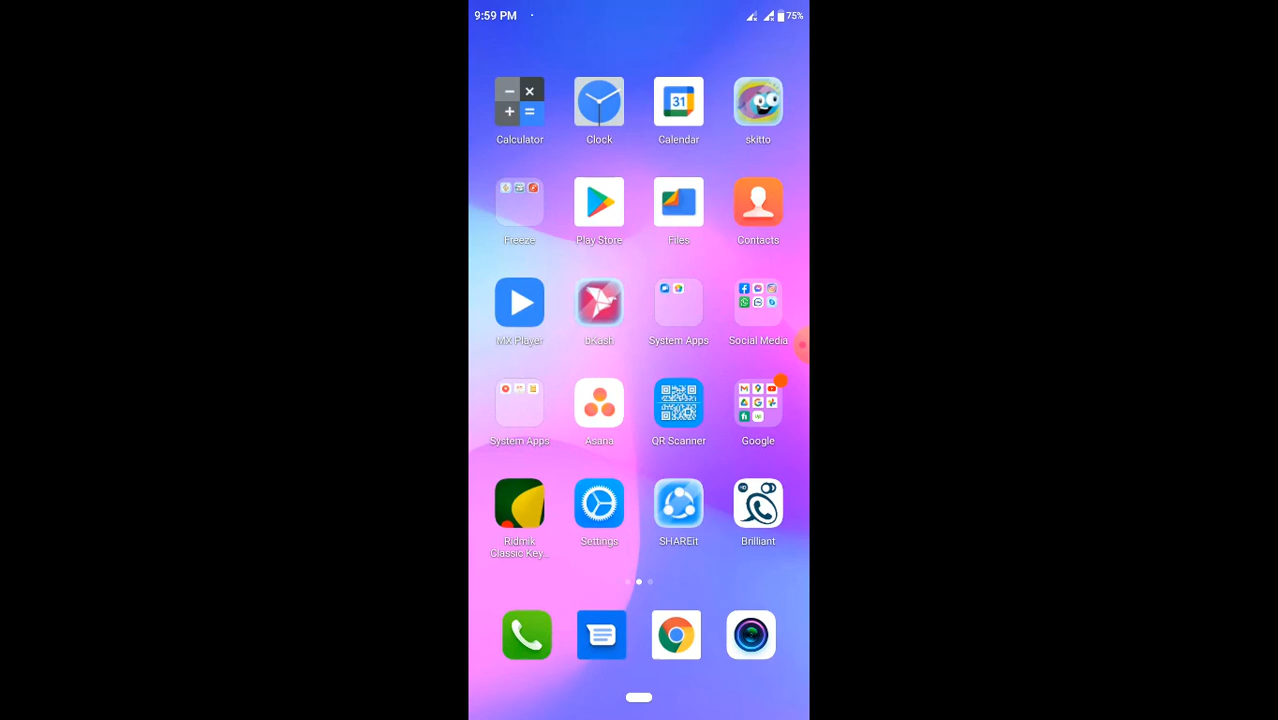 9:59 PM
75%
Calculator
Clock
31
Calendar
skitto
Freeze
Play Store
Files
Contacts
MX Player
bKash
System Apps
Social Media
System Apps
Asana
QR Scanner
Google
Ridmik
Classic Key...
Settings
SHAREit
Brilliant